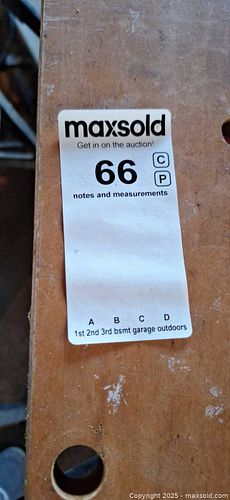 maxsold
Get in on the auction!
66
C
P
notes and measurements
A B C D
1st 2nd 3rd bsmt garage outdoors
Copyright 2025 - maxsold.com